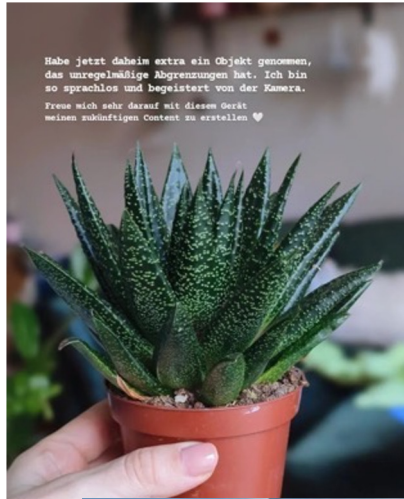 Habe jetzt daheim extra ein Objekt genommen,
das unregelmäßige Abgrenzungen hat. Ich bin
so sprachlos und begeistert von der Kamera.
Freue mich sehr darauf mit diesem Gerät
meinen zukünftigen Content zu erstellen 🤍